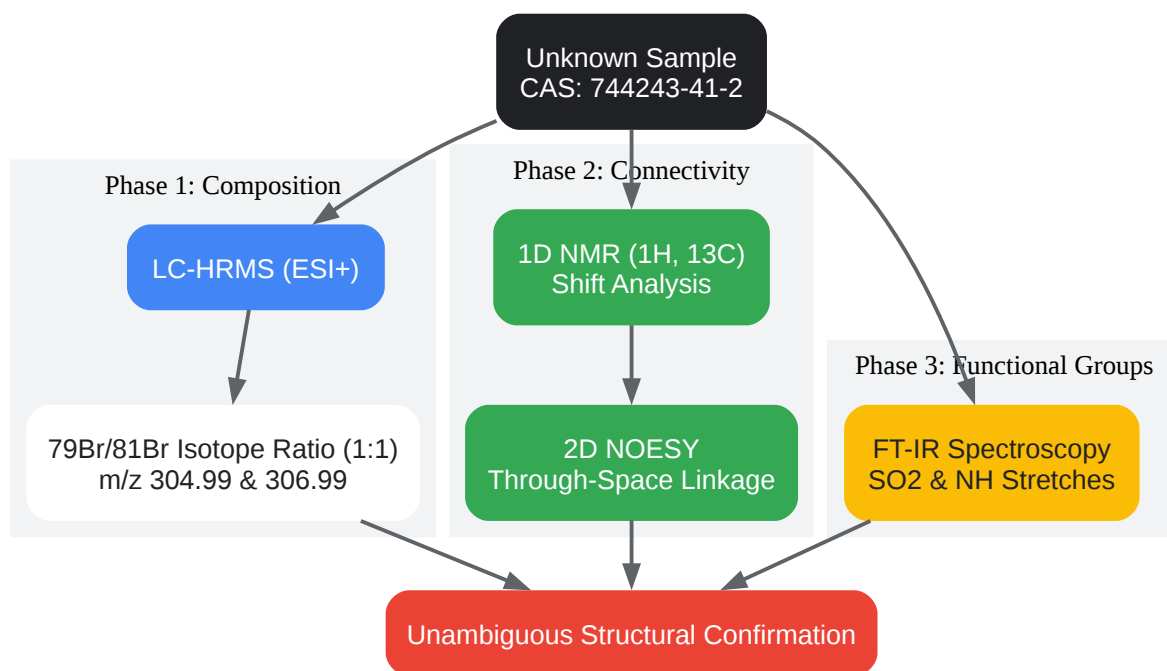 Unknown Sample
CAS: 744243-41-2
Phase 1: Composition
Phase 2: Connectivity
LC-HRMS (ESI+)
1D NMR (1H, 13C)
Shift Analysis
Phase 3: Functional Groups
79Br/81Br Isotope Ratio (1:1)
m/z 304.99 & 306.99
2D NOESY
Through-Space Linkage
FT-IR Spectroscopy
SO2 & NH Stretches
Unambiguous Structural Confirmation